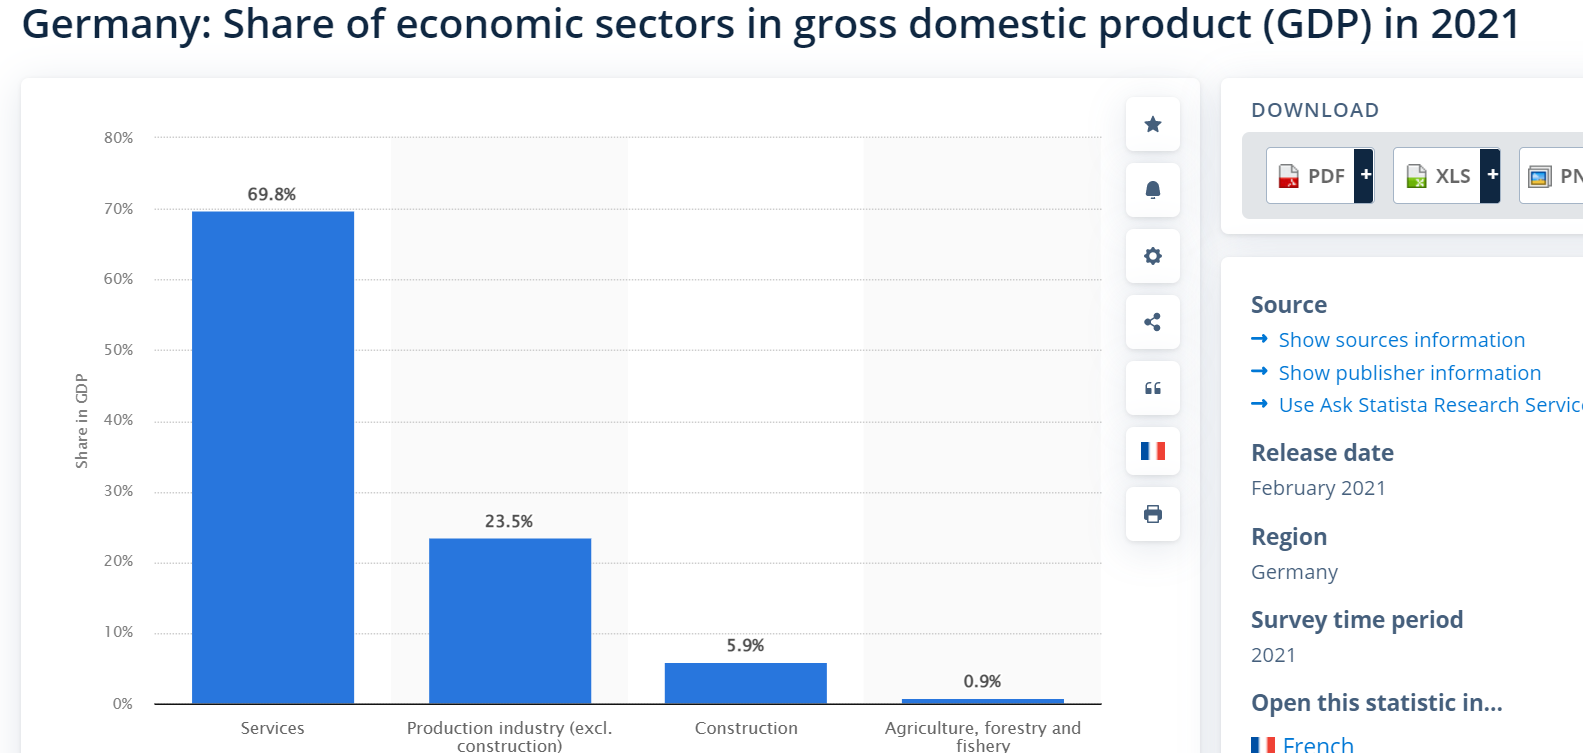 Germany: Share of economic sectors in gross domestic product (GDP) in 2021
80%
70%
60%
50%
40%
30%
20%
10%
0%
Share in GDP
69.8%
23.5%
5.9%
0.9%
Services
Production industry (excl.
construction)
Construction
Agriculture, forestry and
fishery
DOWNLOAD
PDF +
XLS +
PN
Source
Show sources information
Show publisher information
Use Ask Statista Research Servic
Release date
February 2021
Region
Germany
Survey time period
2021
Open this statistic in...
French